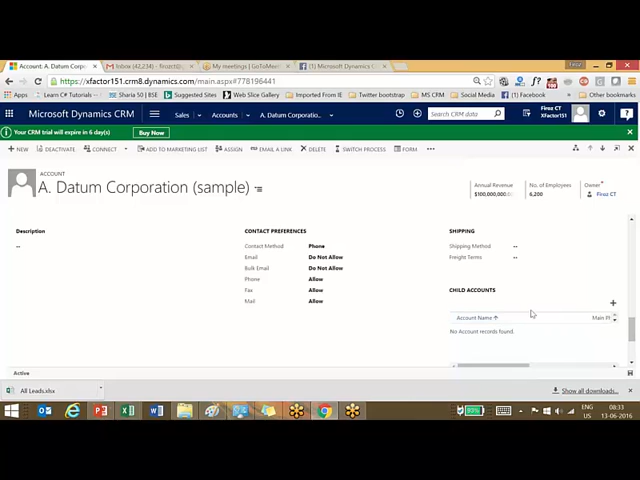 Account: A. Datum Corpo
Inbox (42,234) - firozct@
My meetings | GoToMe
(1) Microsoft Dynamics C
Firoz
https://xfactor151.crm8.dynamics.com/main.aspx#778196441
Apps
Learn C# Tutorials
Suggested Sites
Sharia 50 | BSE
Web Slice Gallery
Imported From IE
Twitter bootstrap
MS CRM
Social Media
(1) Facebook
Other bookmarks
Microsoft Dynamics CRM
Sales
Accounts
A. Datum Corporatio...
Search CRM data
Firoz CT
XFactor151
Your CRM trial will expire in 6 day(s)
Buy Now
NEW
DEACTIVATE
CONNECT
ADD TO MARKETING LIST
ASSIGN
EMAIL A LINK
DELETE
SWITCH PROCESS
FORM
ACCOUNT
A. Datum Corporation (sample)
Annual Revenue
$100,000,000.
No. of Employees
6,200
Owner*
Firoz CT
Description
--
CONTACT PREFERENCES
Contact Method Phone
Email Do Not Allow
Bulk Email Do Not Allow
Phone Allow
Fax Allow
Mail Allow
SHIPPING
Shipping Method --
Freight Terms --
CHILD ACCOUNTS
Account Name Main Ph
No Account records found.
Active
All Leads.xlsx
Show all downloads...
ENG
US
08:33
13-06-2016